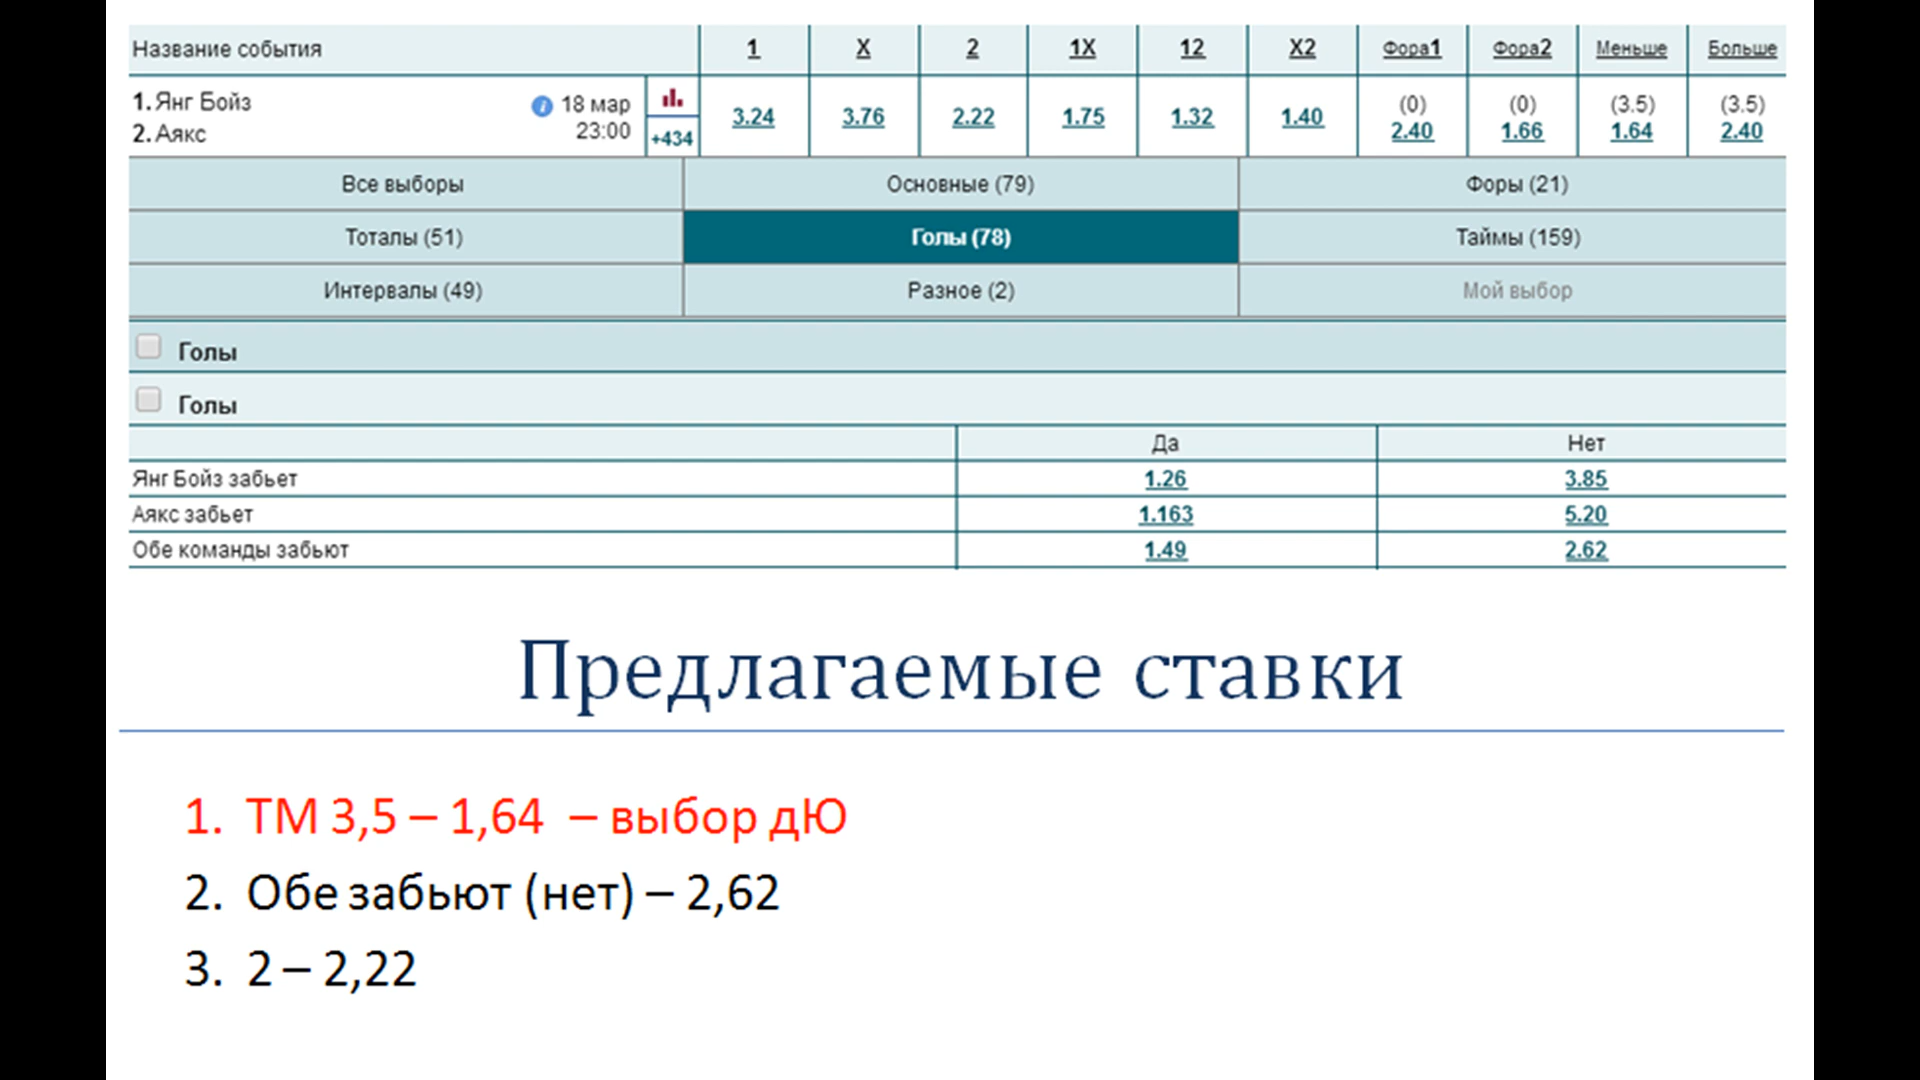 Название события 1 X 2 1X 12 X2 Фора1 Фора2 Меньше Больше
1. Янг Бойз 18 мар (0) (0) (3.5) (3.5)
2. Аякс 23:00 +434 3.24 3.76 2.22 1.75 1.32 1.40 2.40 1.66 1.64 2.40
Все выборы Основные (79) Форы (21)
Тоталы (51) Голы (78) Таймы (159)
Интервалы (49) Разное (2) Мой выбор
Голы
Голы
Да Нет
Янг Бойз забьет 1.26 3.85
Аякс забьет 1.163 5.20
Обе команды забьют 1.49 2.62
Предлагаемые ставки
1. ТМ 3,5 – 1,64 – выбор дЮ
2. Обе забьют (нет) – 2,62
3. 2 – 2,22